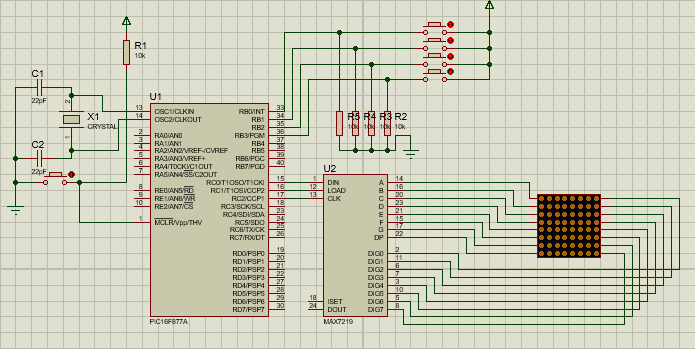 R1
10k
C1
22pF
X1
CRYSTAL
C2
22pF
U1
13 OSC1/CLKIN RB0/INT 33
14 OSC2/CLKOUT RB1 34
RB2 35
2 RA0/AN0 RB3/PGM 36
3 RA1/AN1 RB4 37
4 RA2/AN2/VREF-/CVREF RB5 38
5 RA3/AN3/VREF+ RB6/PGC 39
6 RA4/T0CKI/C1OUT RB7/PGD 40
7 RA5/AN4/SS/C2OUT
RC0/T1OSO/T1CKI 15
8 RE0/AN5/RD RC1/T1OSI/CCP2 16
9 RE1/AN6/WR RC2/CCP1 17
10 RE2/AN7/CS RC3/SCK/SCL 18
RC4/SDI/SDA 23
1 MCLR/Vpp/THV RC5/SDO 24
RC6/TX/CK 25
RC7/RX/DT 26
RD0/PSP0 19
RD1/PSP1 20
RD2/PSP2 21
RD3/PSP3 22
RD4/PSP4 27
RD5/PSP5 28
RD6/PSP6 29
RD7/PSP7 30
PIC16F877A
R5 R4 R3 R2
10k 10k 10k 10k
U2
1 DIN A 14
12 LOAD B 16
13 CLK C 20
D 23
E 21
F 15
G 17
DP 22
DIG0 2
DIG1 11
DIG2 6
DIG3 7
DIG4 3
DIG5 10
18 ISET DIG6 5
24 DOUT DIG7 8
MAX7219